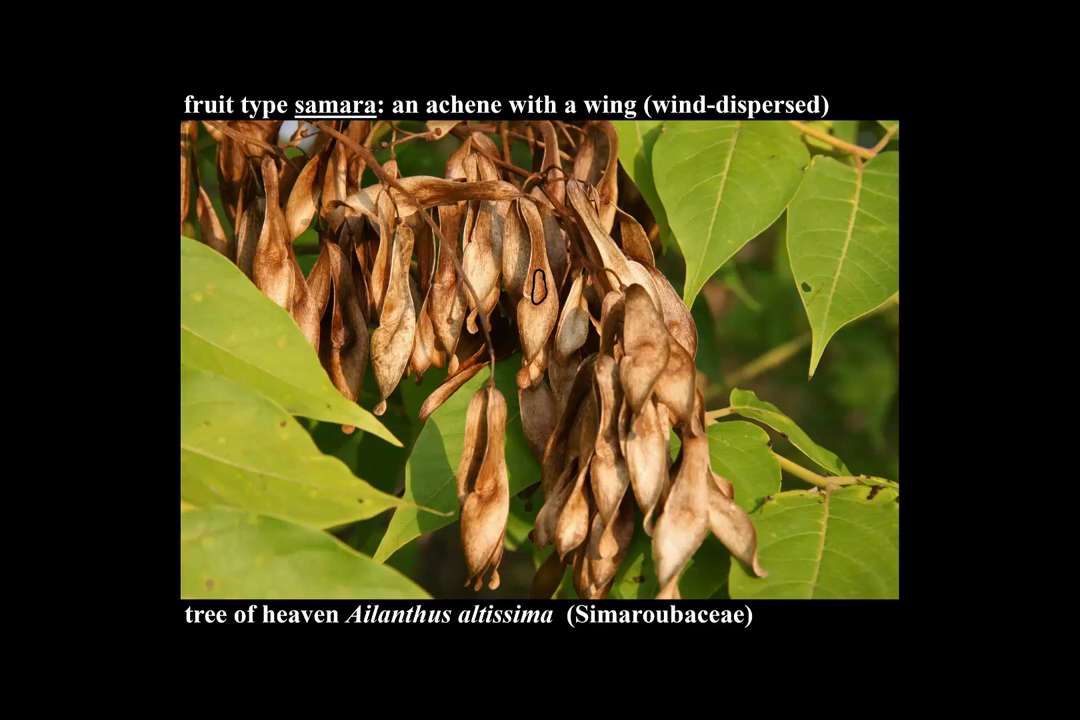 fruit type samara: an achene with a wing (wind-dispersed)
tree of heaven Ailanthus altissima (Simaroubaceae)